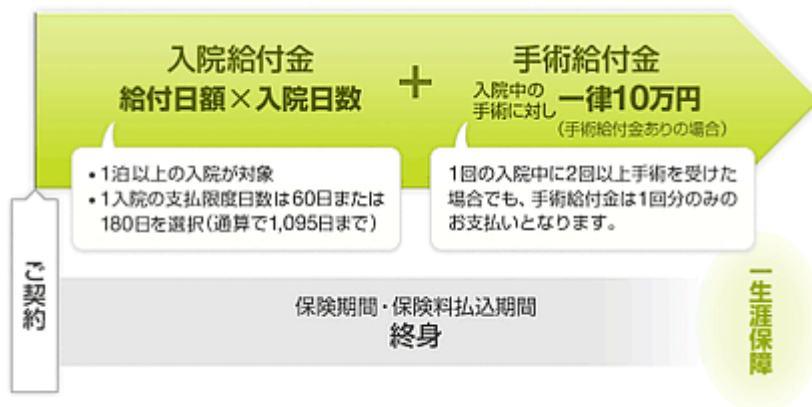 入院給付金
給付日額×入院日数
+
手術給付金
入院中の
手術に対し 一律10万円
(手術給付金ありの場合)
•1泊以上の入院が対象
•1入院の支払限度日数は60日または
180日を選択(通算で1,095日まで)
1回の入院中に2回以上手術を受けた
場合でも、手術給付金は1回分のみの
お支払いとなります。
ご契約
保険期間・保険料払込期間
終身
一生涯保障